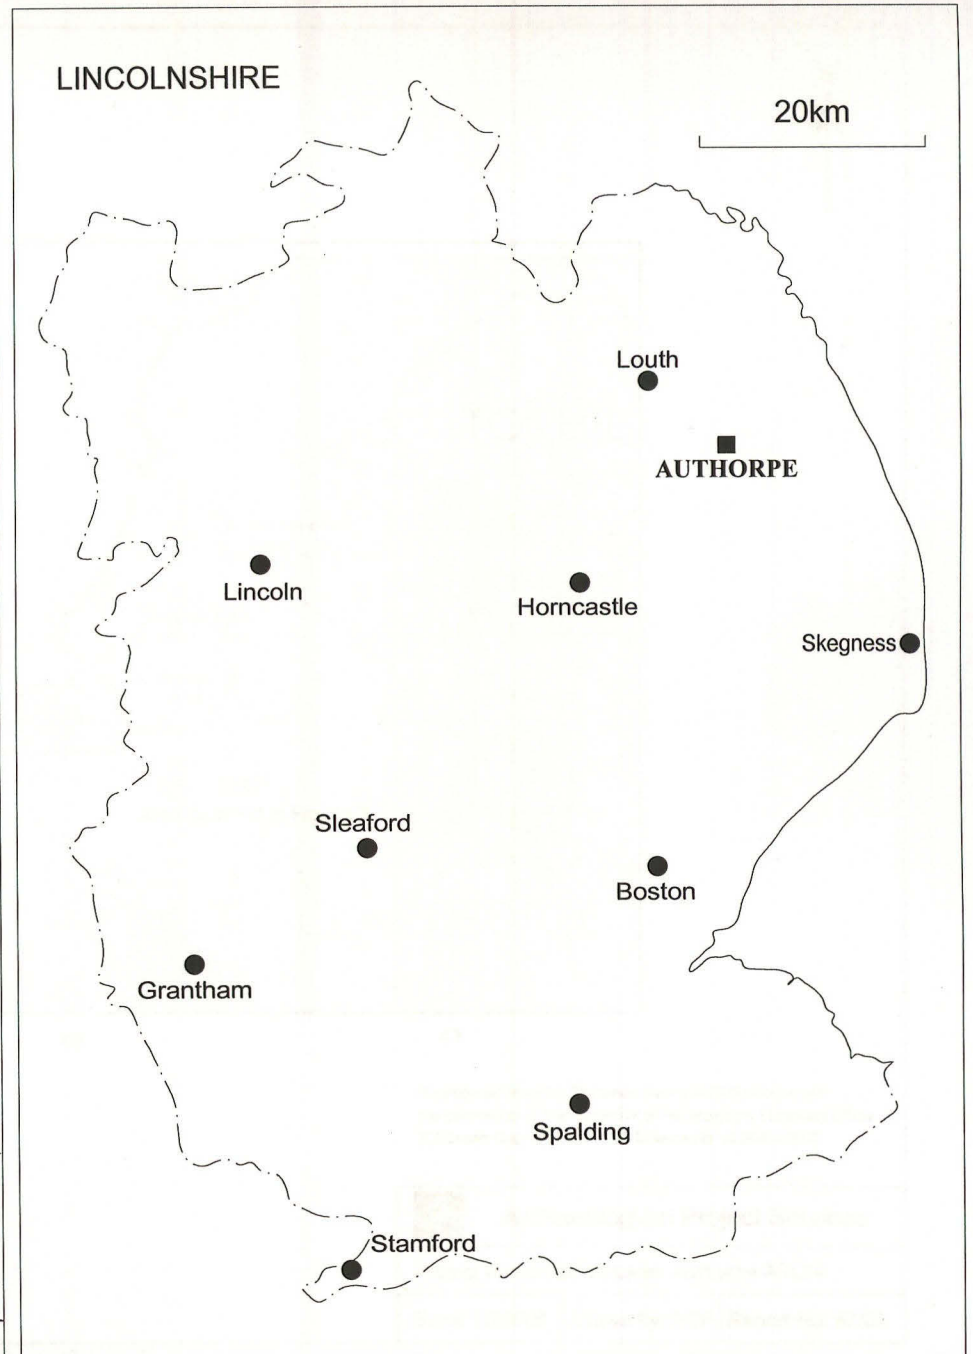 LINCOLNSHIRE
20km
Louth
AUTHORPE
Lincoln
Horncastle
Skegness
Sleaford
Boston
Grantham
Spalding
Stamford